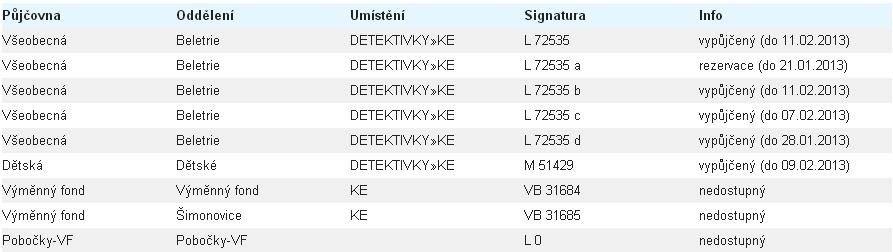 Půjčovna Oddělení Umístění Signatura Info
Všeobecná Beletrie DETEKTIVKY»KE L 72535 vypůjčený (do 11.02.2013)
Všeobecná Beletrie DETEKTIVKY»KE L 72535 a rezervace (do 21.01.2013)
Všeobecná Beletrie DETEKTIVKY»KE L 72535 b vypůjčený (do 11.02.2013)
Všeobecná Beletrie DETEKTIVKY»KE L 72535 c vypůjčený (do 07.02.2013)
Všeobecná Beletrie DETEKTIVKY»KE L 72535 d vypůjčený (do 28.01.2013)
Dětská Dětské DETEKTIVKY»KE M 51429 vypůjčený (do 09.02.2013)
Výměnný fond Výměnný fond KE VB 31684 nedostupný
Výměnný fond Šimonovice KE VB 31685 nedostupný
Pobočky-VF Pobočky-VF L 0 nedostupný